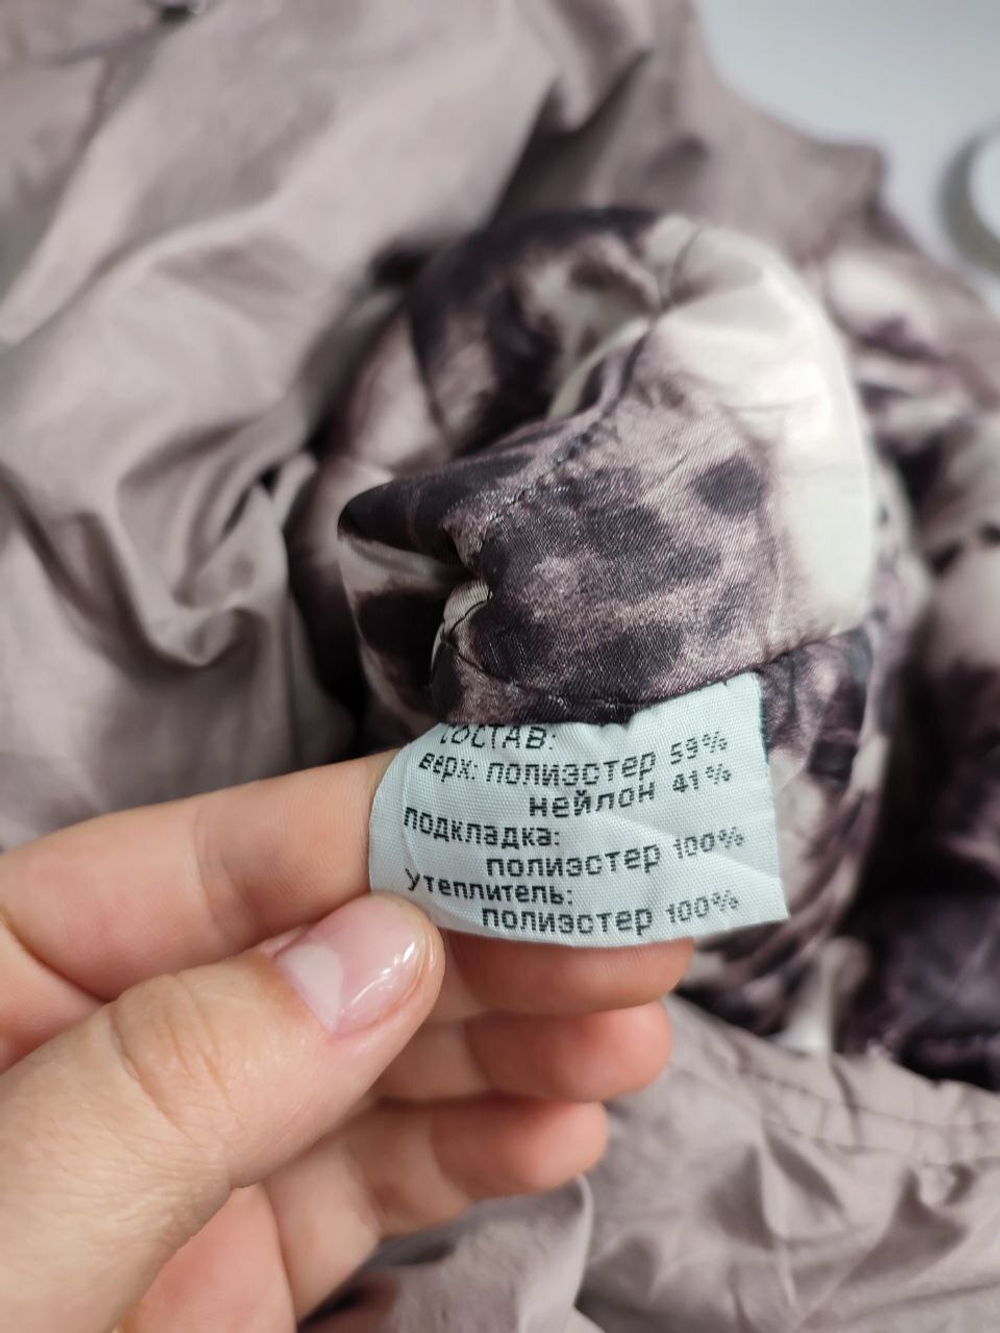 СОСТАВ:
верх: полиэстер 59%
нейлон 41%
подкладка:
полиэстер 100%
утеплитель:
полиэстер 100%